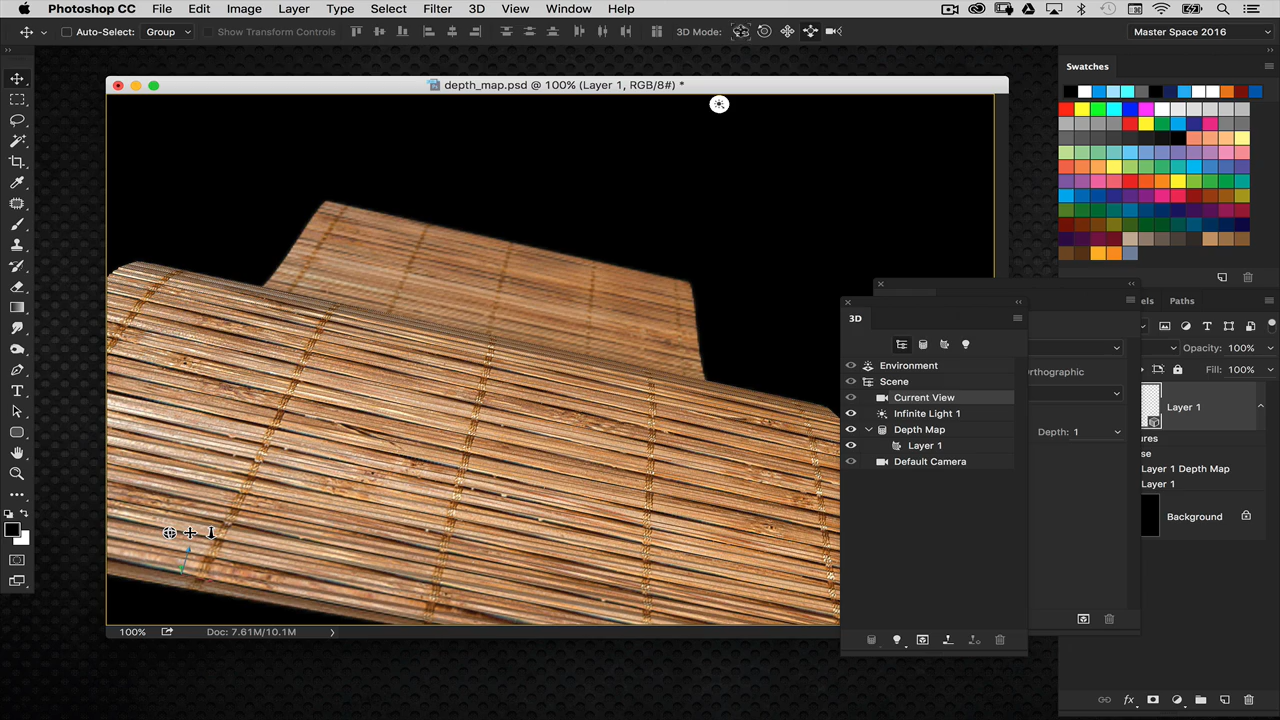 Photoshop CC File Edit Image Layer Type Select Filter 3D View Window Help
Auto-Select: Group Show Transform Controls 3D Mode: Master Space 2016
Swatches
depth_map.psd @ 100% (Layer 1, RGB/8#) *
els Paths
3D
Opacity: 100%
Environment
rthographic
Fill: 100%
Scene
Current View
Infinite Light 1
Layer 1
Depth Map
Depth: 1
Layer 1
res
Default Camera
se
Layer 1 Depth Map
Layer 1
Background
100% Doc: 7.61M/10.1M
fx